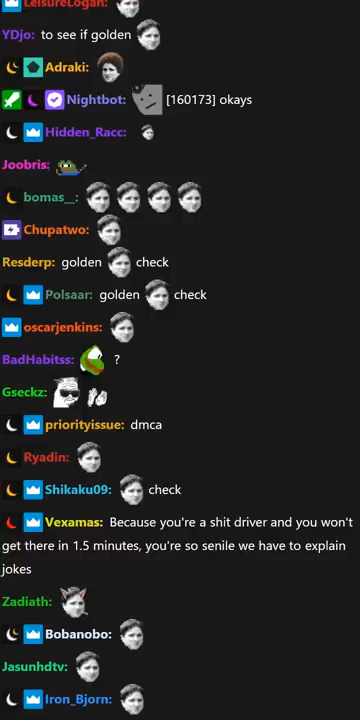 LeisureLogan:
YDjo: to see if golden
Adraki:
Nightbot: [160173] okays
Hidden_Racc:
Joobris:
bomas__:
Chupatwo:
Resderp: golden check
Polsaar: golden check
oscarjenkins:
BadHabitss: ?
Gseckz:
priorityissue: dmca
Ryadin:
Shikaku09: check
Vexamas: Because you're a shit driver and you won't
get there in 1.5 minutes, you're so senile we have to explain
jokes
Zadiath:
Bobanobo:
Jasunhdtv:
Iron_Bjorn: